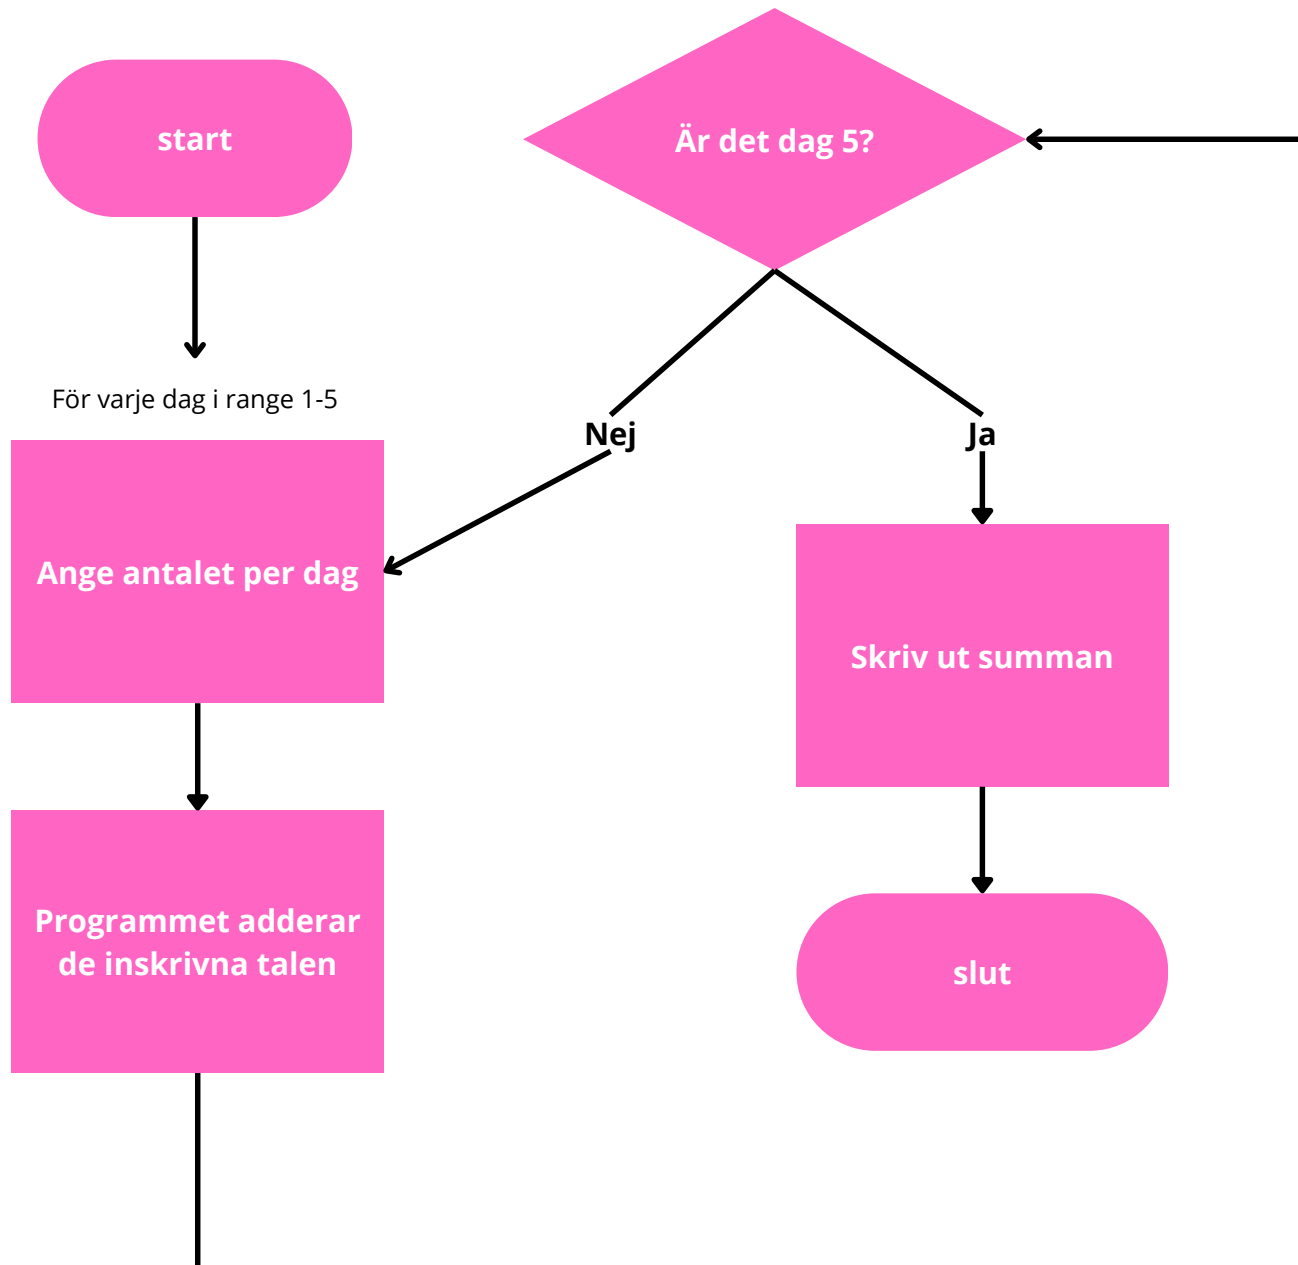 start
För varje dag i range 1-5
Ange antalet per dag
Programmet adderar
de inskrivna talen
Är det dag 5?
Nej
Ja
Skriv ut summan
slut